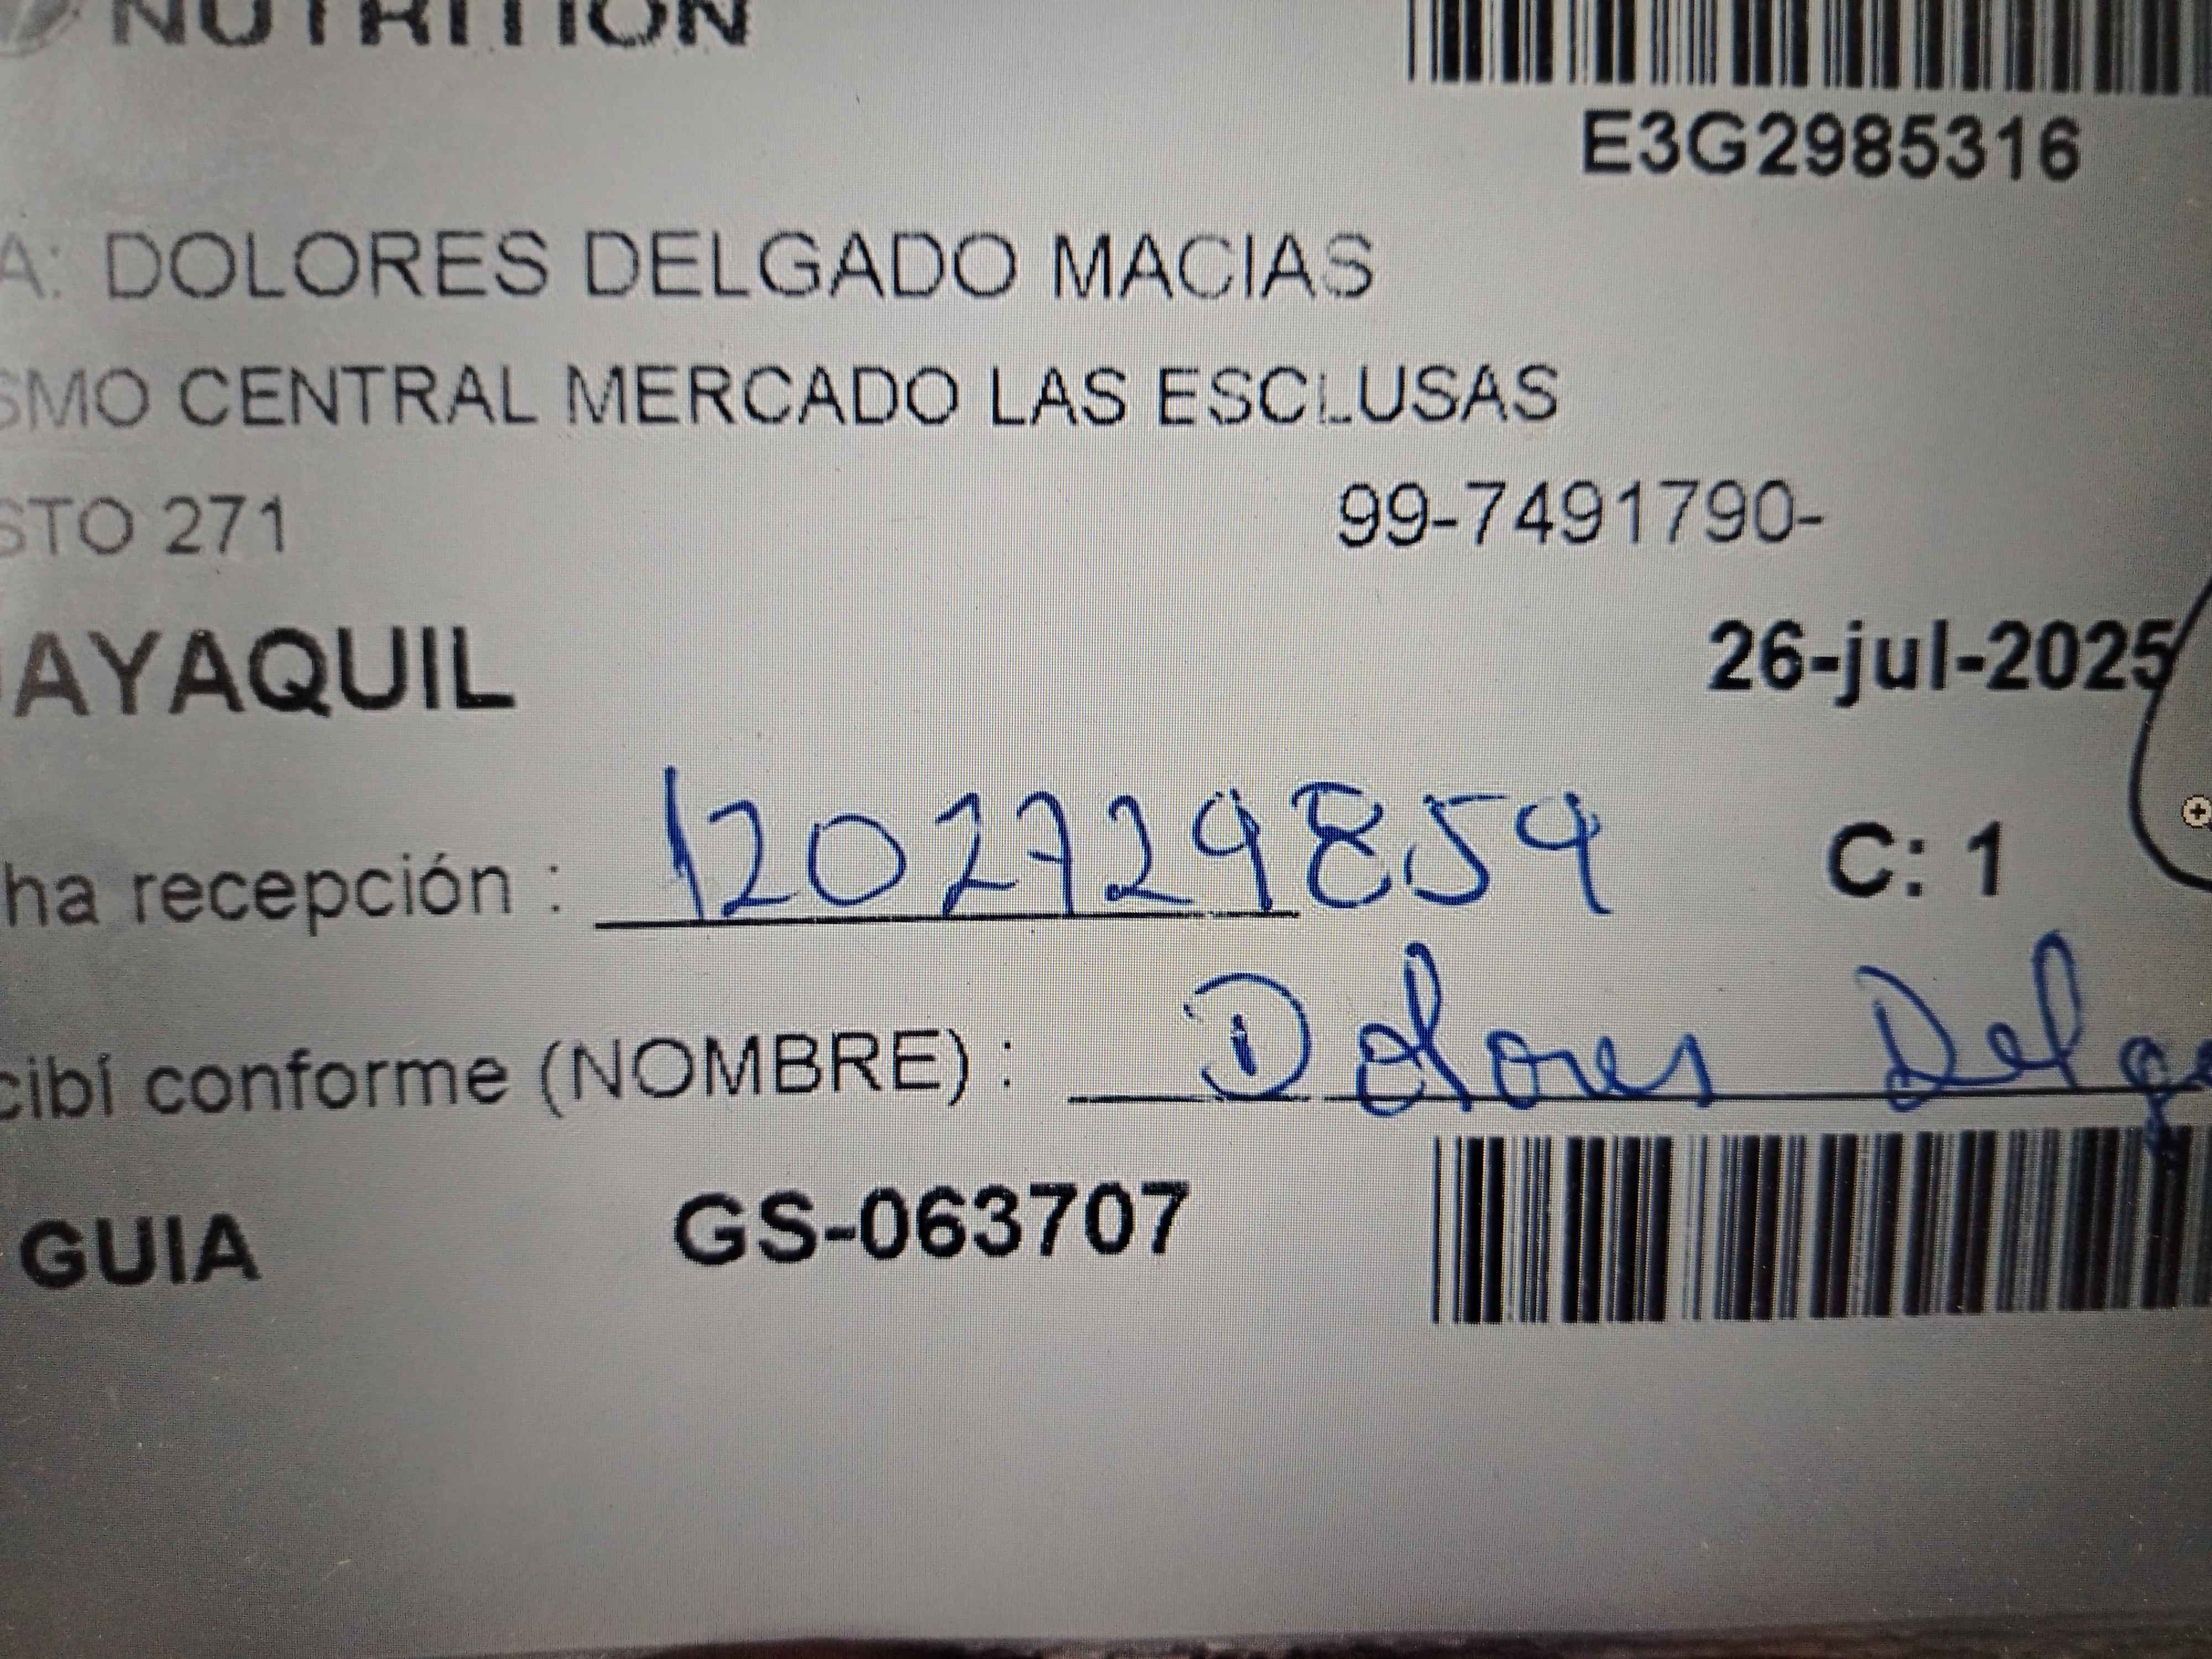 NUTRITION
E3G2985316
A: DOLORES DELGADO MACIAS
SMO CENTRAL MERCADO LAS ESCLUSAS
STO 271 99-7491790-
AYAQUIL 26-jul-2025
ha recepción : 1202729859 C: 1
cibí conforme (NOMBRE) : Dolores Delga
GUIA GS-063707